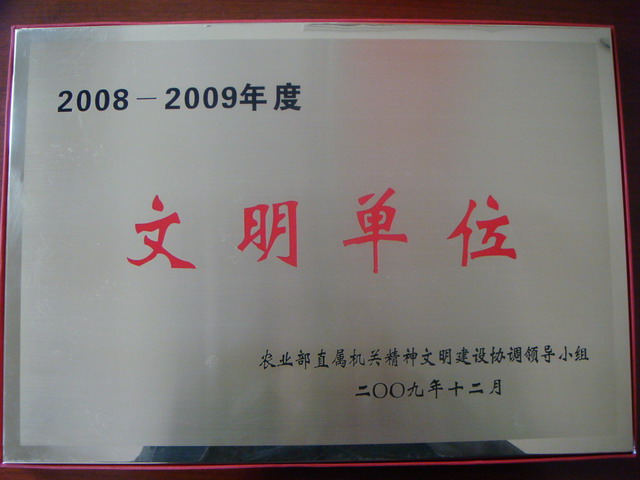 2008－2009年度
文明单位
农业部直属机关精神文明建设协调领导小组
二〇〇九年十二月